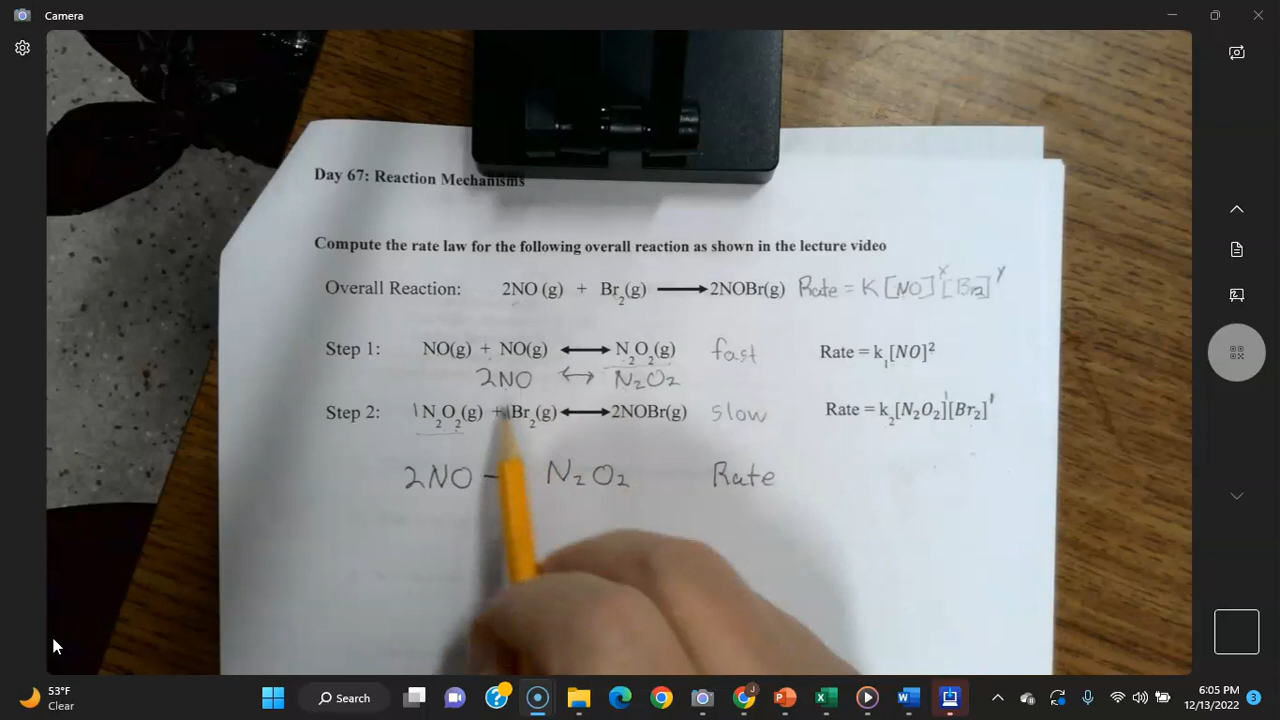 Camera
Day 67: Reaction Mechanisms
Compute the rate law for the following overall reaction as shown in the lecture video
Overall Reaction: 2NO (g) + Br₂(g) ⟶ 2NOBr(g) Rate = K [NO]ˣ [Br₂]ʸ
Step 1: NO(g) + NO(g) ⟷ N₂O₂(g) fast Rate = k₁[NO]²
2NO ↔ N₂O₂
Step 2: 1 N₂O₂(g) + 1 Br₂(g) ⟷ 2NOBr(g) slow Rate = k₂[N₂O₂]¹[Br₂]¹
2NO – N₂O₂ Rate
53°F
Clear
Search
6:05 PM
12/13/2022
3